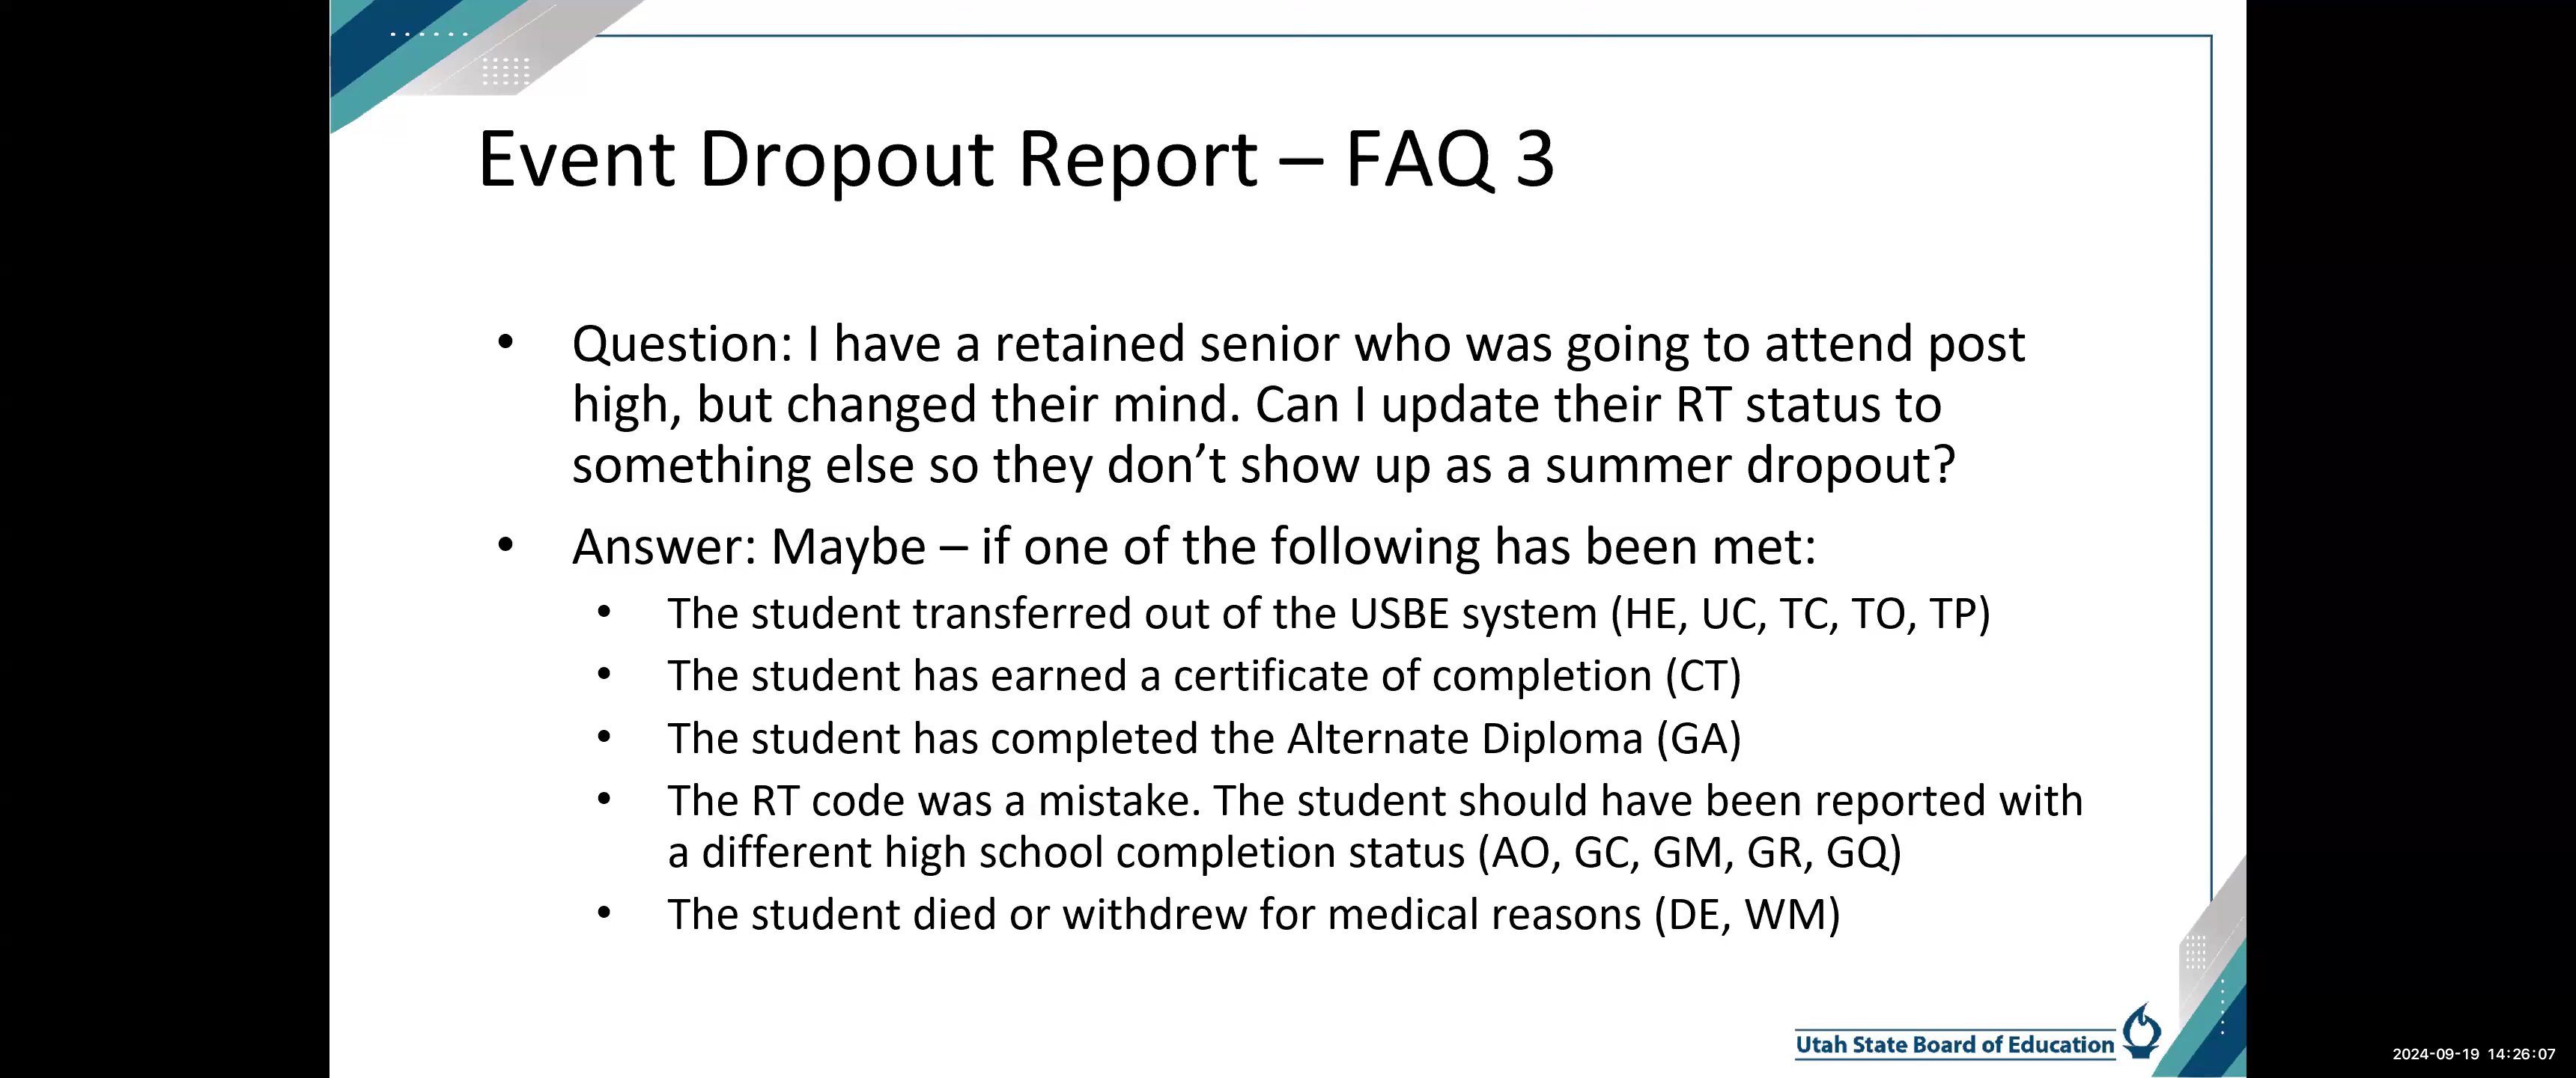 Event Dropout Report – FAQ 3
• Question: I have a retained senior who was going to attend post
high, but changed their mind. Can I update their RT status to
something else so they don’t show up as a summer dropout?
• Answer: Maybe – if one of the following has been met:
• The student transferred out of the USBE system (HE, UC, TC, TO, TP)
• The student has earned a certificate of completion (CT)
• The student has completed the Alternate Diploma (GA)
• The RT code was a mistake. The student should have been reported with
a different high school completion status (AO, GC, GM, GR, GQ)
• The student died or withdrew for medical reasons (DE, WM)
Utah State Board of Education
2024-09-19 14:26:07